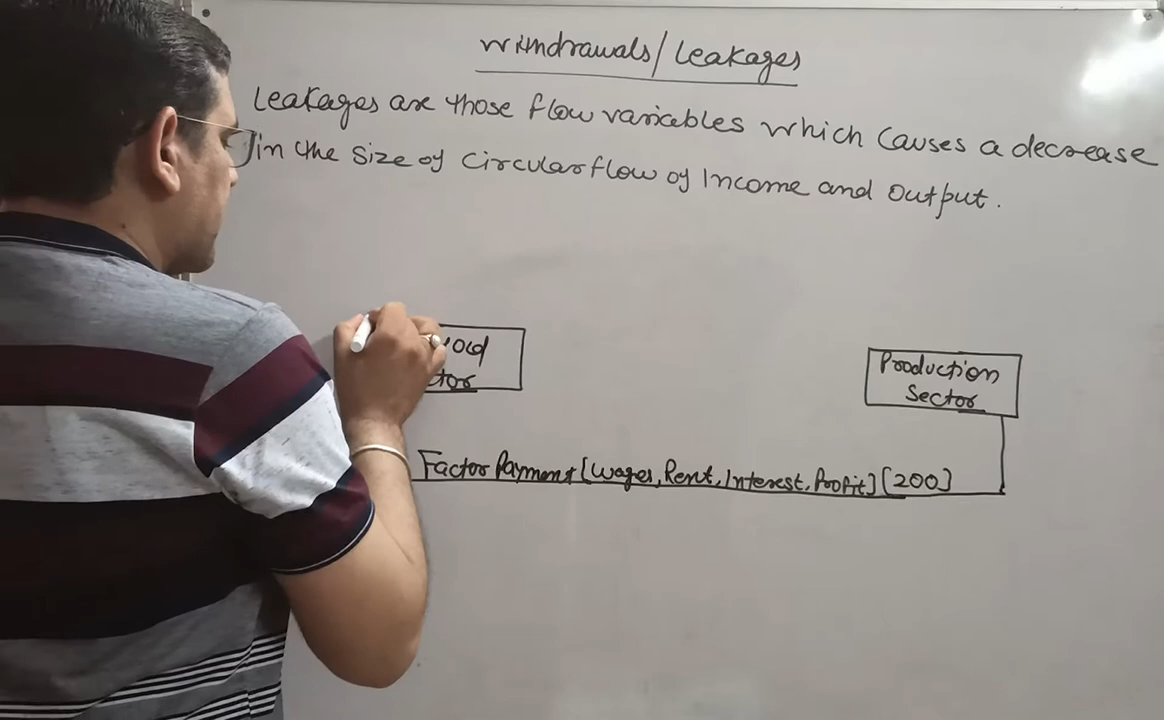 Withdrawals/Leakages
Leakages are those flow variables which causes a decrease
in the size of Circular flow of Income and Output.
Production
Sector
Factor Payment [Wages, Rent, Interest, Profit] [200]